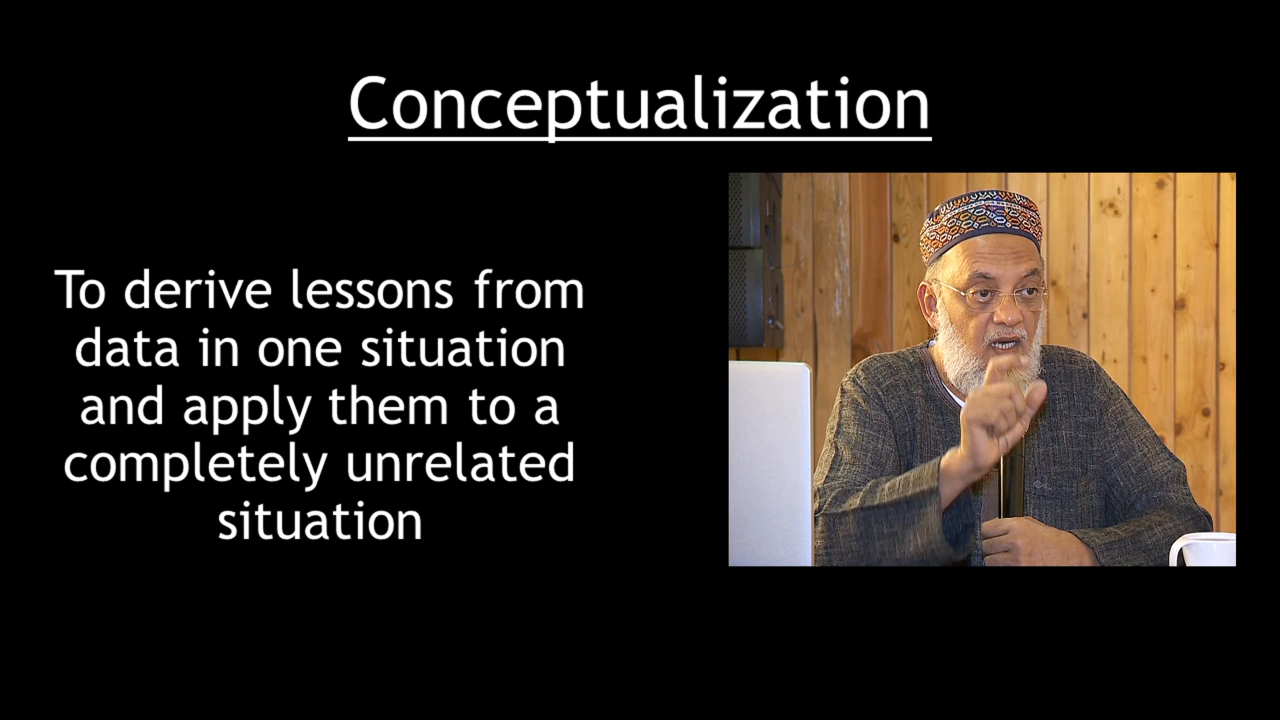 Conceptualization
To derive lessons from
data in one situation
and apply them to a
completely unrelated
situation